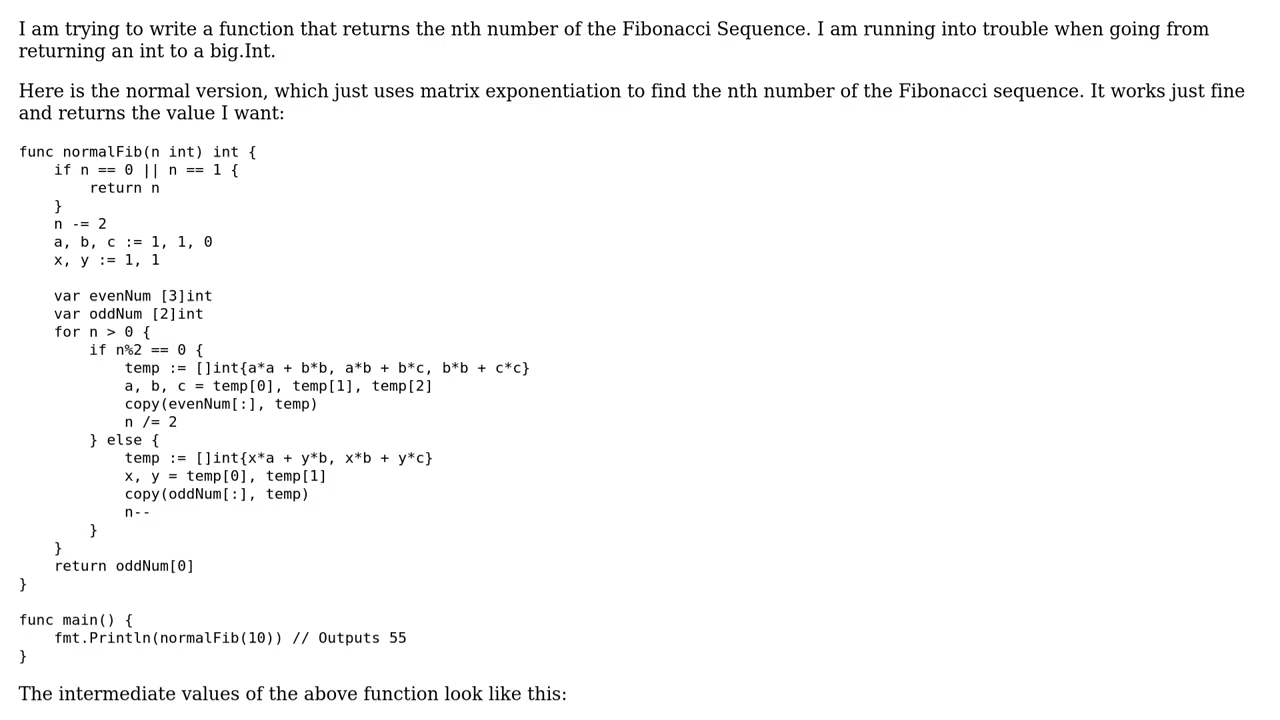 I am trying to write a function that returns the nth number of the Fibonacci Sequence. I am running into trouble when going from
returning an int to a big.Int.
Here is the normal version, which just uses matrix exponentiation to find the nth number of the Fibonacci sequence. It works just fine
and returns the value I want:
func normalFib(n int) int {
    if n == 0 || n == 1 {
        return n
    }
    n -= 2
    a, b, c := 1, 1, 0
    x, y := 1, 1

    var evenNum [3]int
    var oddNum [2]int
    for n > 0 {
        if n%2 == 0 {
            temp := []int{a*a + b*b, a*b + b*c, b*b + c*c}
            a, b, c = temp[0], temp[1], temp[2]
            copy(evenNum[:], temp)
            n /= 2
        } else {
            temp := []int{x*a + y*b, x*b + y*c}
            x, y = temp[0], temp[1]
            copy(oddNum[:], temp)
            n--
        }
    }
    return oddNum[0]
}

func main() {
    fmt.Println(normalFib(10)) // Outputs 55
}
The intermediate values of the above function look like this: